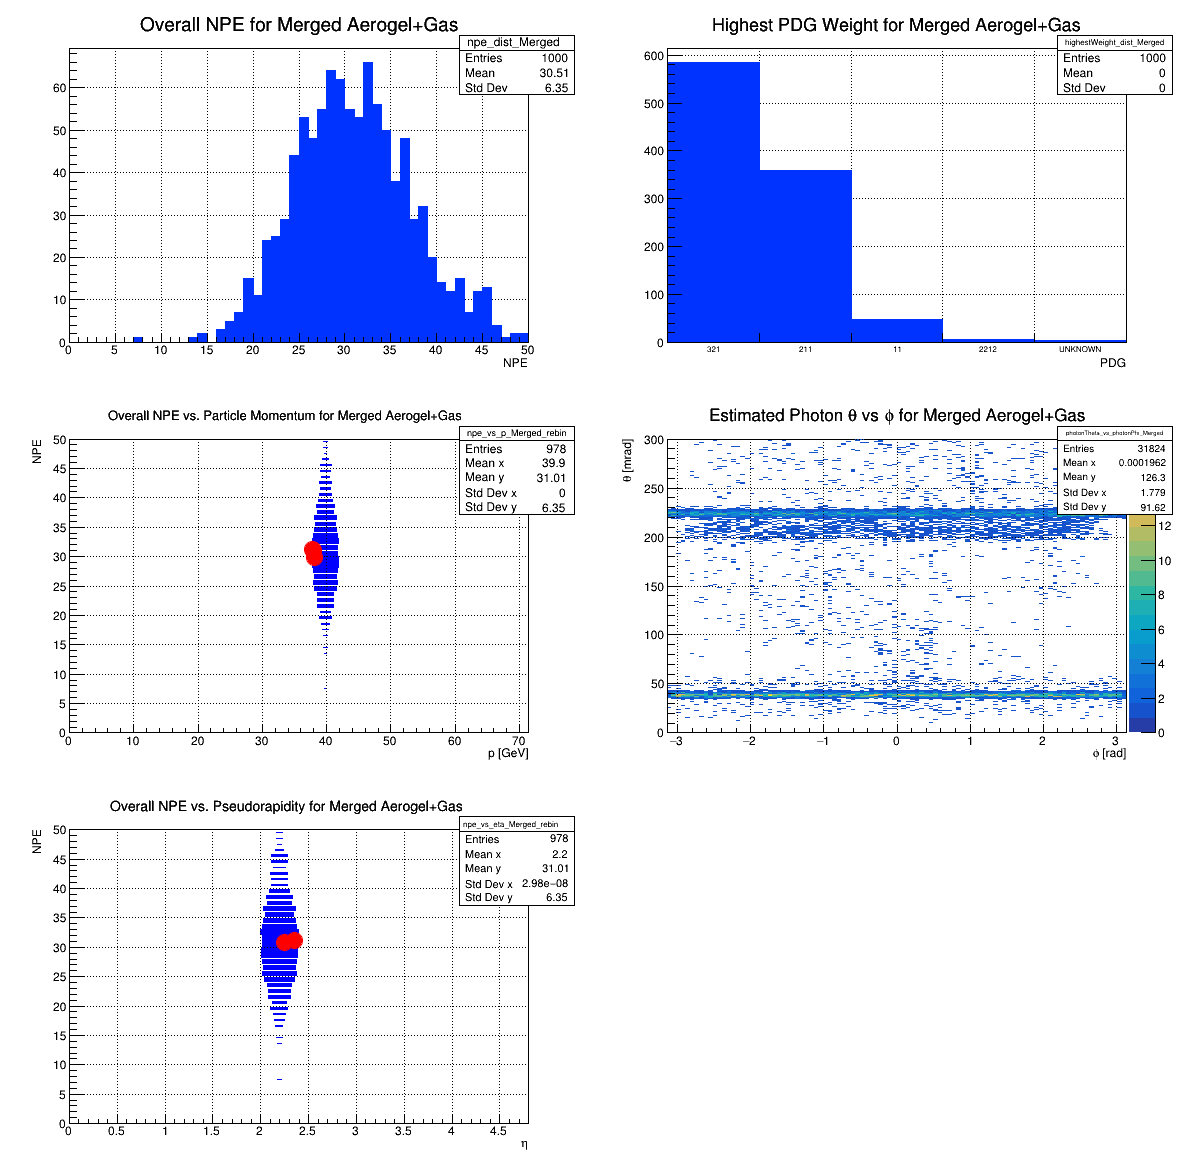 Overall NPE for Merged Aerogel+Gas
npe_dist_Merged
Entries 1000
Mean 30.51
Std Dev 6.35
60
50
40
30
20
10
0
0 5 10 15 20 25 30 35 40 45 50
NPE
Highest PDG Weight for Merged Aerogel+Gas
highestWeight_dist_Merged
Entries 1000
Mean 0
Std Dev 0
600
500
400
300
200
100
0
321 211 11 2212 UNKNOWN
PDG
Overall NPE vs. Particle Momentum for Merged Aerogel+Gas
npe_vs_p_Merged_rebin
Entries 978
Mean x 39.9
Mean y 31.01
Std Dev x 0
Std Dev y 6.35
NPE
50
45
40
35
30
25
20
15
10
5
0
0 10 20 30 40 50 60 70
p [GeV]
Estimated Photon θ vs ϕ for Merged Aerogel+Gas
photonTheta_vs_photonPhi_Merged
Entries 31824
Mean x 0.0001962
Mean y 126.3
Std Dev x 1.779
Std Dev y 91.62
θ [mrad]
300
250
200
150
100
50
0
−3 −2 −1 0 1 2 3
ϕ [rad]
12
10
8
6
4
2
0
Overall NPE vs. Pseudorapidity for Merged Aerogel+Gas
npe_vs_eta_Merged_rebin
Entries 978
Mean x 2.2
Mean y 31.01
Std Dev x 2.98e−08
Std Dev y 6.35
NPE
50
45
40
35
30
25
20
15
10
5
0
0 0.5 1 1.5 2 2.5 3 3.5 4 4.5
η